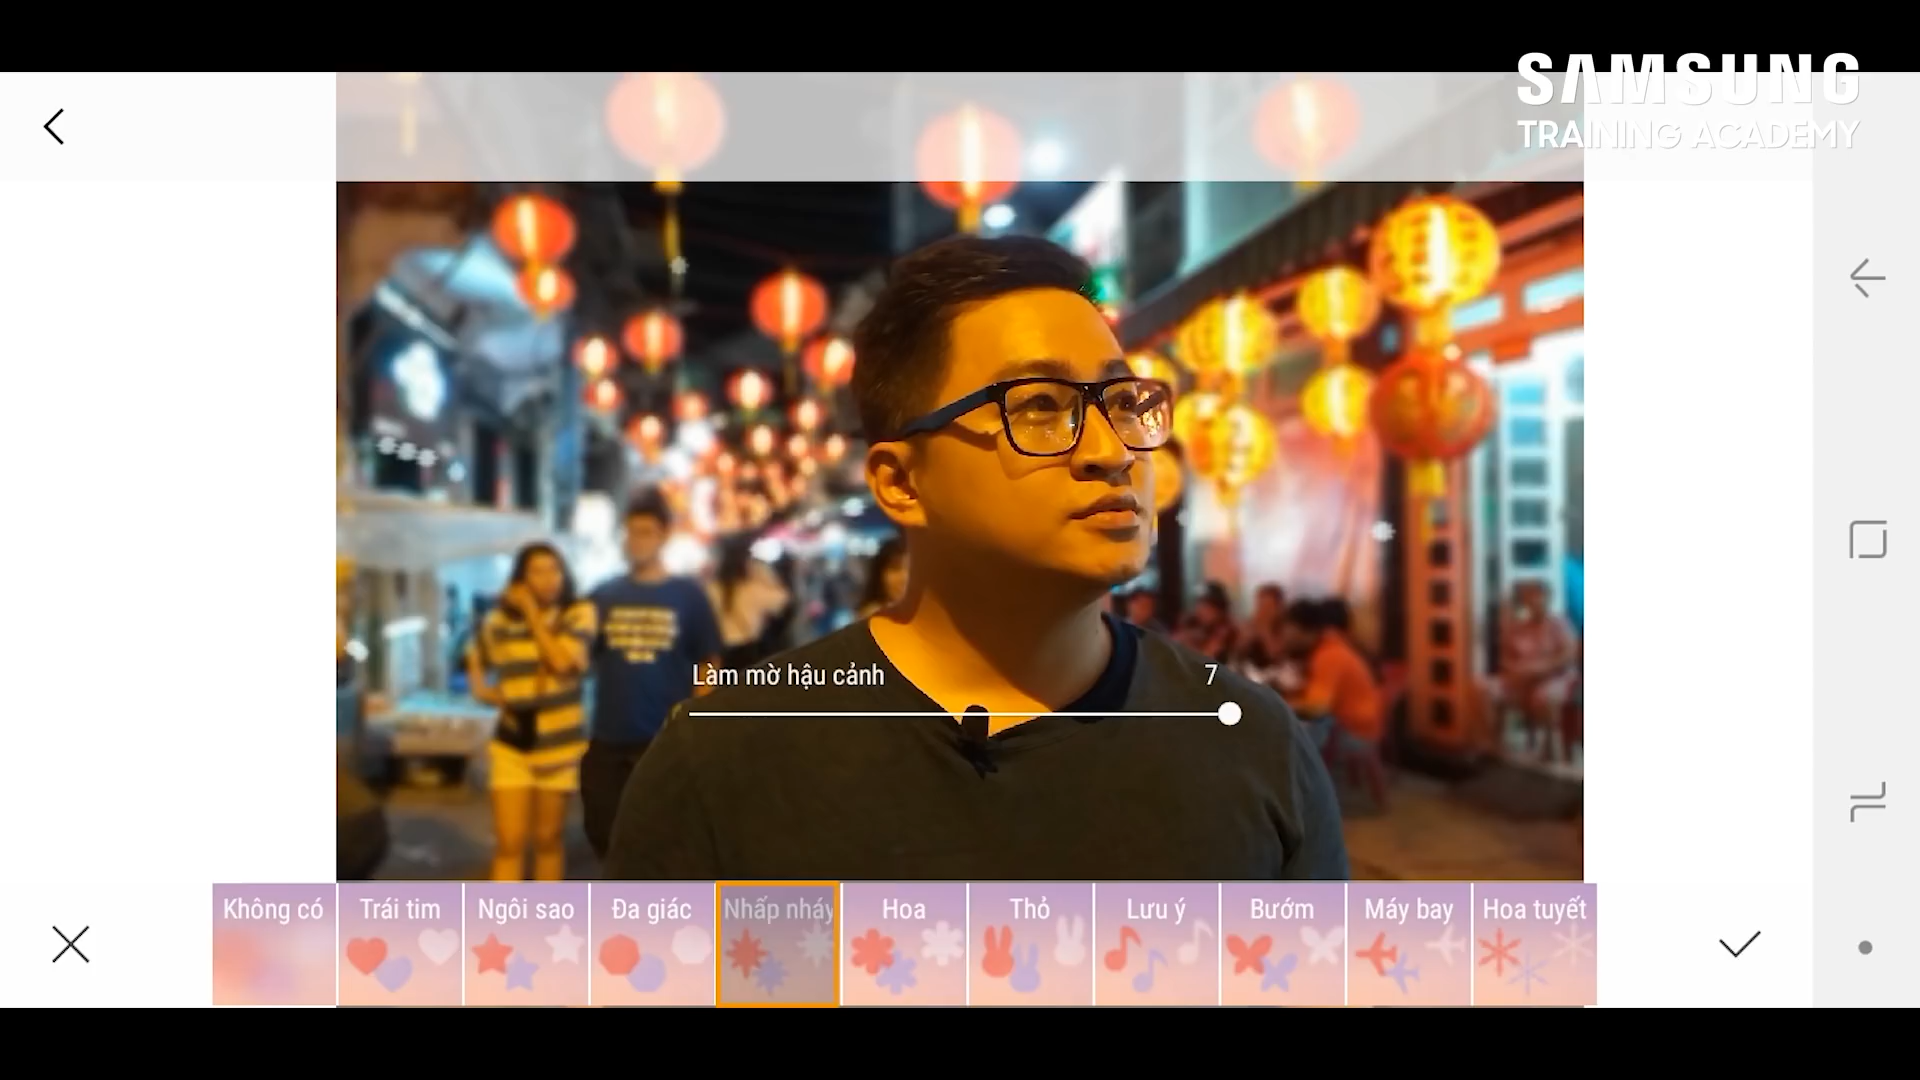 SAMSUNG
TRAINING ACADEMY
Làm mờ hậu cảnh 7
Không có
Trái tim
Ngôi sao
Đa giác
Nhấp nháy
Hoa
Thỏ
Lưu ý
Bướm
Máy bay
Hoa tuyết